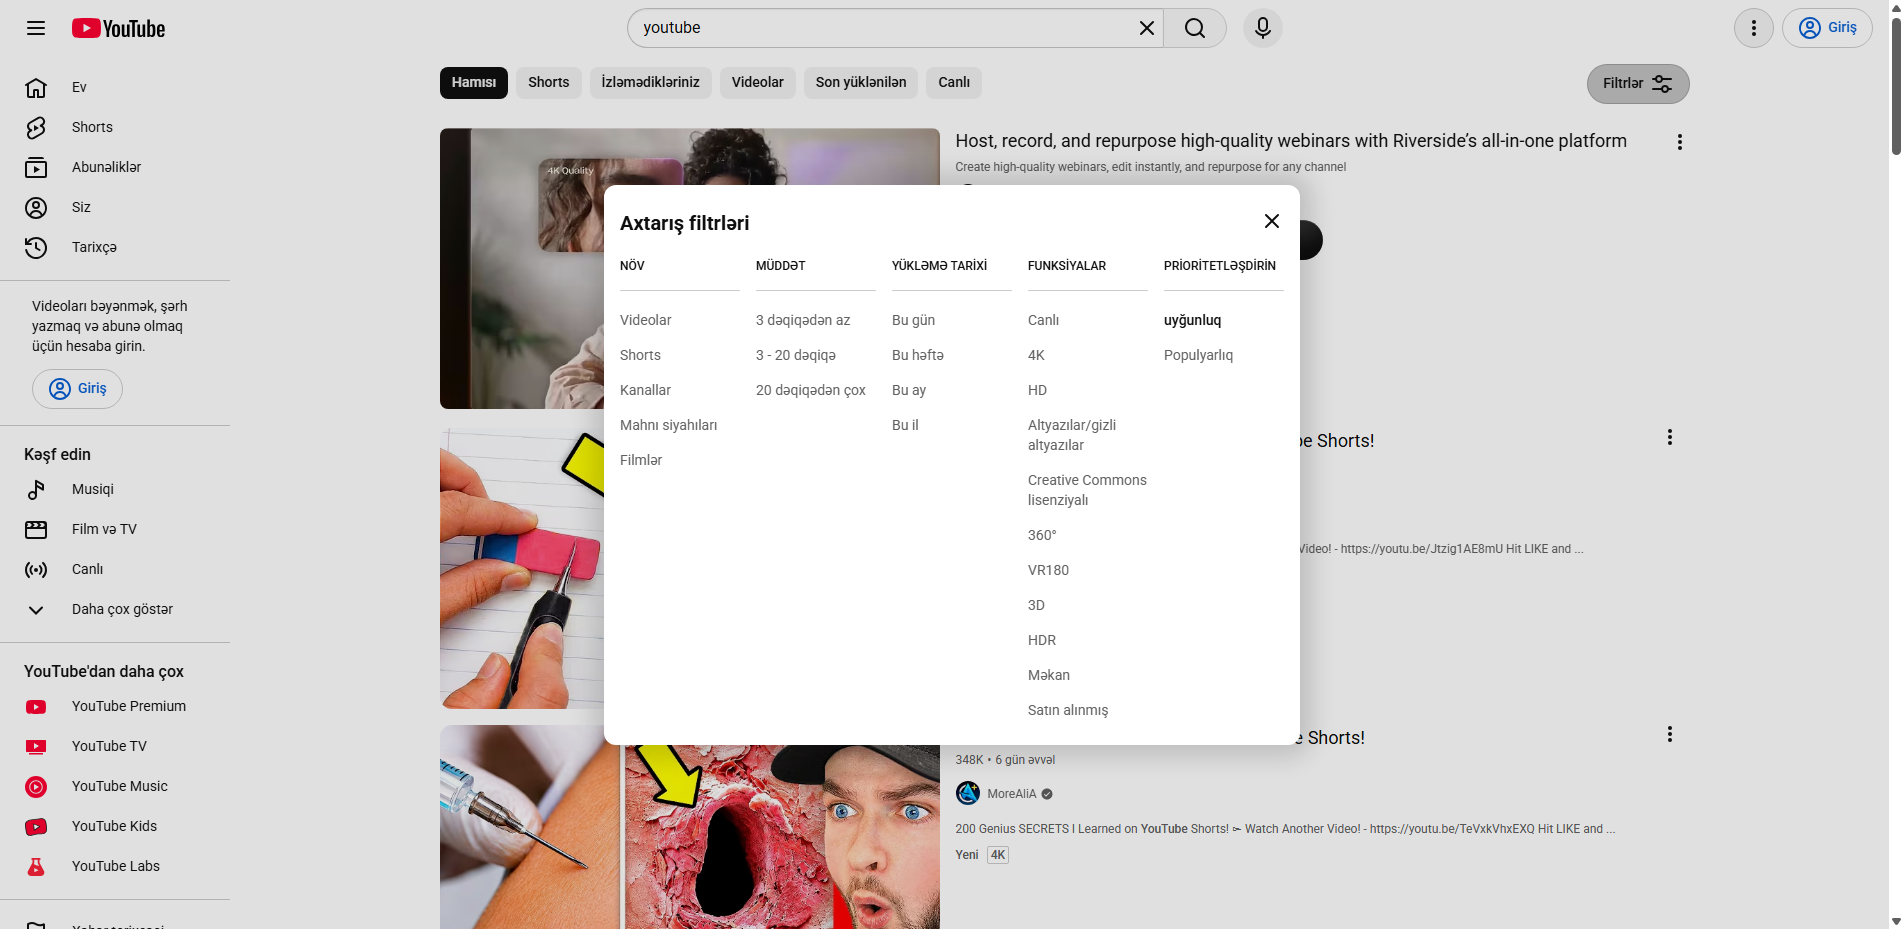 YouTube
youtube
Giriş
Ev
Shorts
Abunəliklər
Siz
Tarixçə
Videoları bəyənmək, şərh
yazmaq və abunə olmaq
üçün hesaba girin.
Giriş
Kəşf edin
Musiqi
Film və TV
Canlı
Daha çox göstər
YouTube'dan daha çox
YouTube Premium
YouTube TV
YouTube Music
YouTube Kids
YouTube Labs
Hamısı
Shorts
İzləmədikləriniz
Videolar
Son yüklənilən
Canlı
Filtrlər
4K Quality
Host, record, and repurpose high-quality webinars with Riverside's all-in-one platform
Create high-quality webinars, edit instantly, and repurpose for any channel
Axtarış filtrləri
NÖV
Videolar
Shorts
Kanallar
Mahnı siyahıları
Filmlər
MÜDDƏT
3 dəqiqədən az
3 - 20 dəqiqə
20 dəqiqədən çox
YÜKLƏMƏ TARİXİ
Bu gün
Bu həftə
Bu ay
Bu il
FUNKSİYALAR
Canlı
4K
HD
Altyazılar/gizli
altyazılar
Creative Commons
lisenziyalı
360°
VR180
3D
HDR
Məkan
Satın alınmış
PRİORİTETLƏŞDİRİN
uyğunluq
Populyarlıq
Shorts!
Video! - https://youtu.be/Jtzig1AE8mU Hit LIKE and ...
Shorts!
348K • 6 gün əvvəl
MoreAliA
200 Genius SECRETS I Learned on YouTube Shorts! ➛ Watch Another Video! - https://youtu.be/TeVxkVhxEXQ Hit LIKE and ...
Yeni 4K